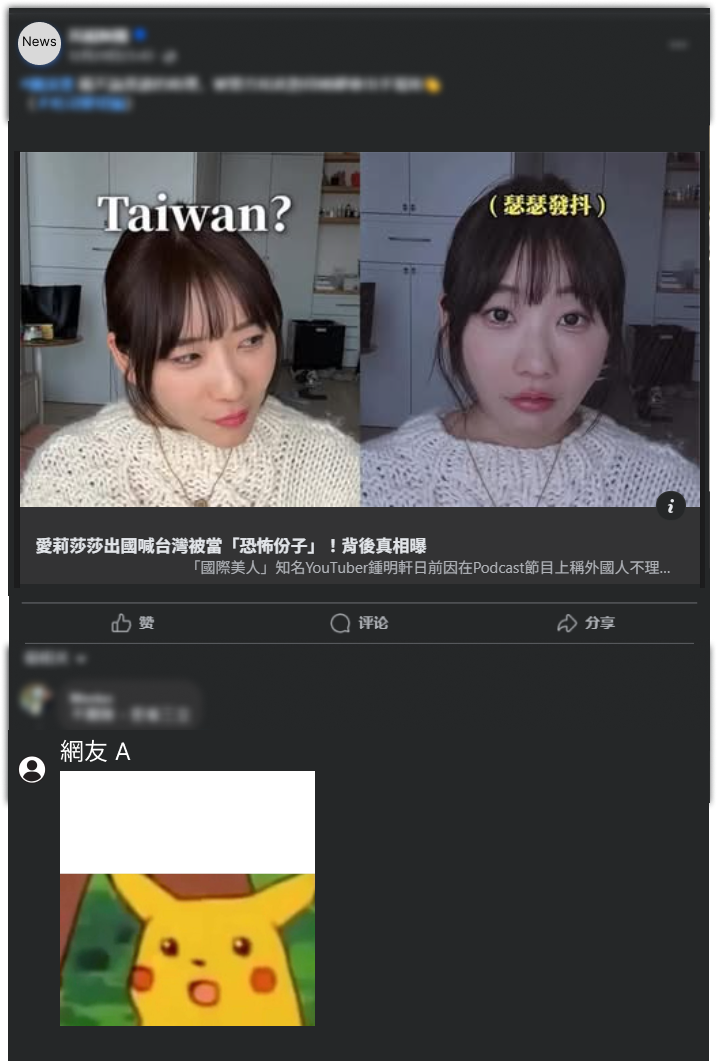 News
Taiwan?
（瑟瑟發抖）
愛莉莎莎出國喊台灣被當「恐怖份子」！背後真相曝
「國際美人」知名YouTuber鍾明軒日前因在Podcast節目上稱外國人不理...
赞
评论
分享
網友 A